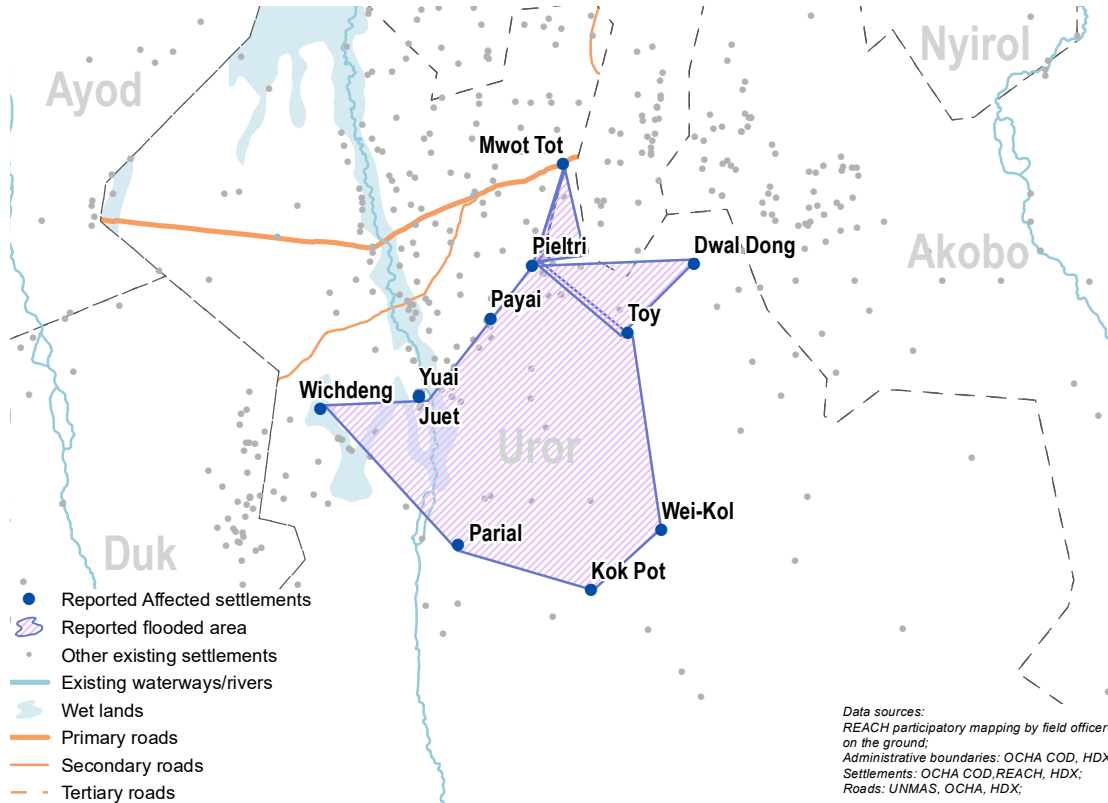 Nyirol
Ayod
Mwot Tot
Pieltri
Dwal Dong
Akobo
Payai
Toy
Yuai
Wichdeng
Juet
Uror
Wei-Kol
Parial
Duk
Kok Pot
Reported Affected settlements
Reported flooded area
Other existing settlements
Existing waterways/rivers
Wet lands
Primary roads
Secondary roads
Tertiary roads
Data sources:
REACH participatory mapping by field officer
on the ground;
Administrative boundaries: OCHA COD, HDX
Settlements: OCHA COD,REACH, HDX;
Roads: UNMAS, OCHA, HDX;